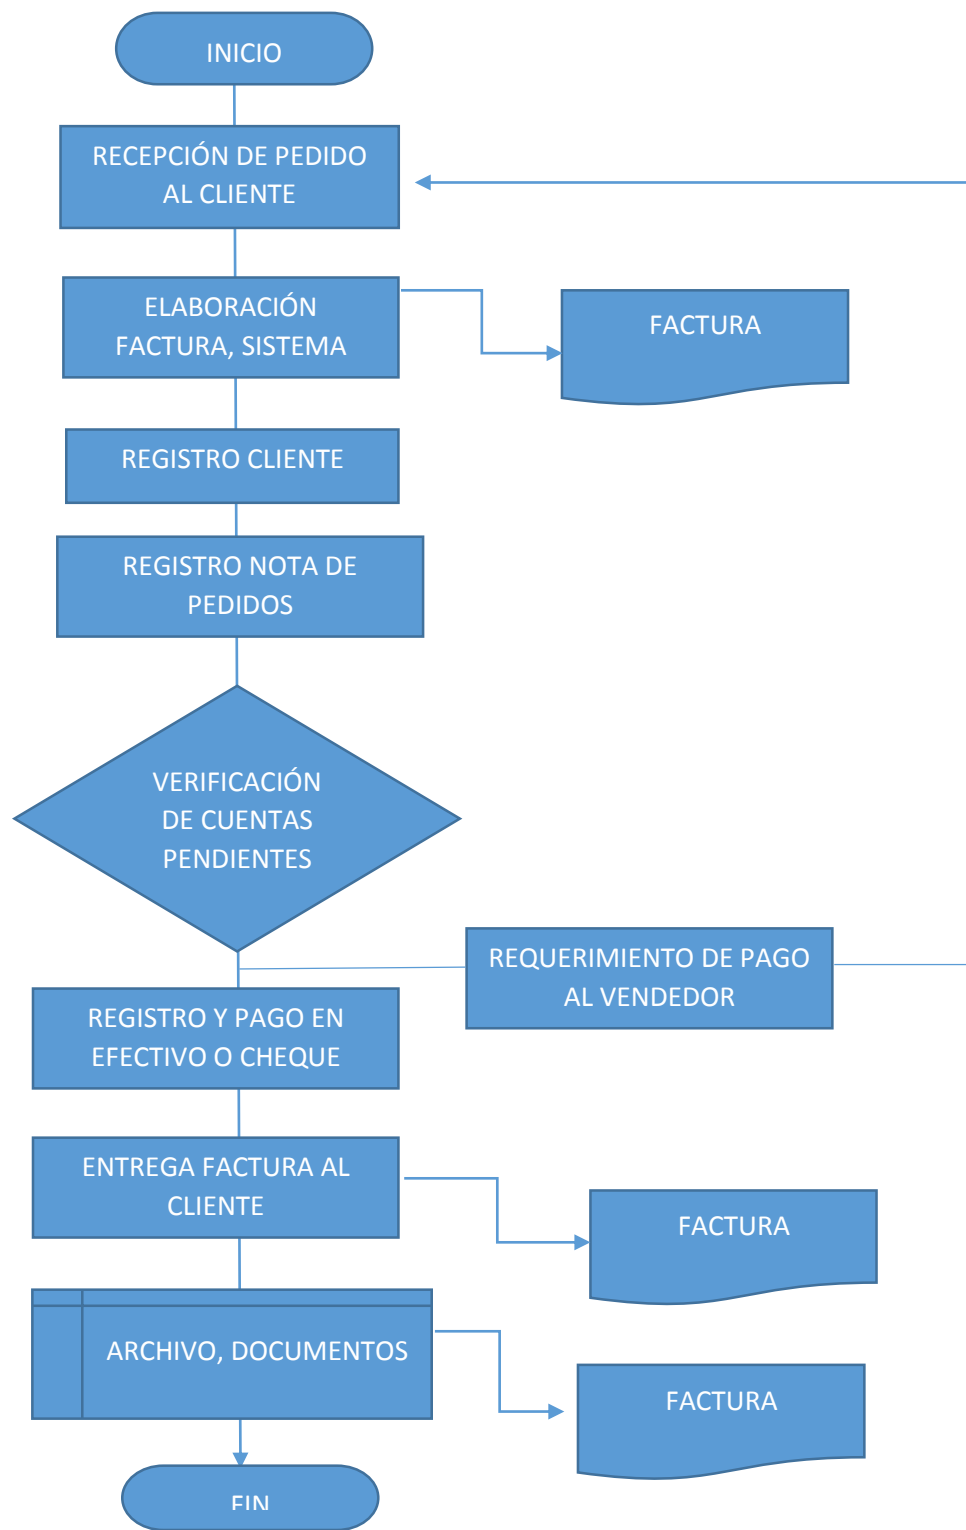 INICIO
RECEPCIÓN DE PEDIDO
AL CLIENTE
ELABORACIÓN
FACTURA, SISTEMA
FACTURA
REGISTRO CLIENTE
REGISTRO NOTA DE
PEDIDOS
VERIFICACIÓN
DE CUENTAS
PENDIENTES
REQUERIMIENTO DE PAGO
AL VENDEDOR
REGISTRO Y PAGO EN
EFECTIVO O CHEQUE
ENTREGA FACTURA AL
CLIENTE
FACTURA
ARCHIVO, DOCUMENTOS
FACTURA
FIN